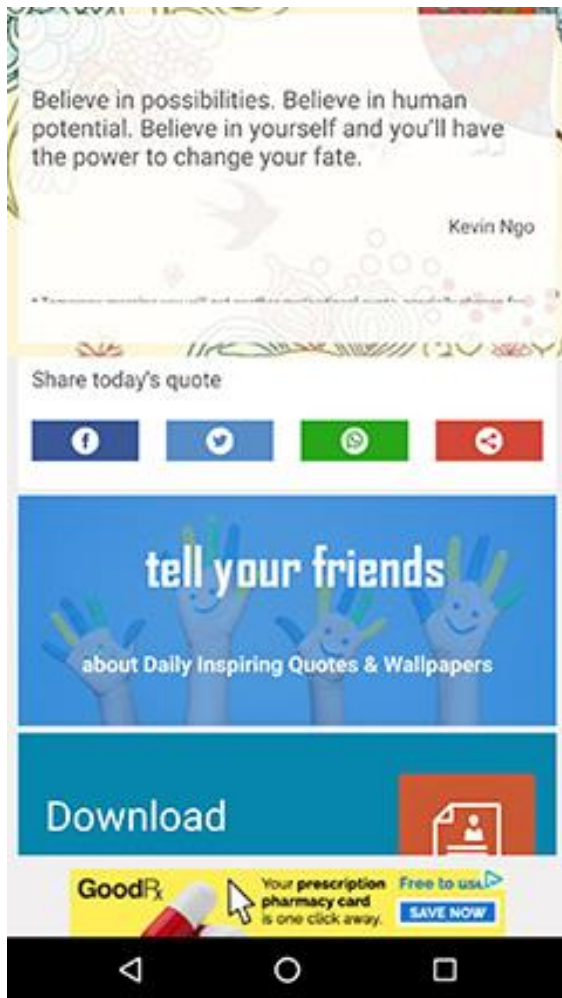 Believe in possibilities. Believe in human
potential. Believe in yourself and you'll have
the power to change your fate.
Kevin Ngo
Share today's quote
tell your friends
about Daily Inspiring Quotes & Wallpapers
Download
GoodRx
Your prescription
pharmacy card
is one click away.
Free to use
SAVE NOW